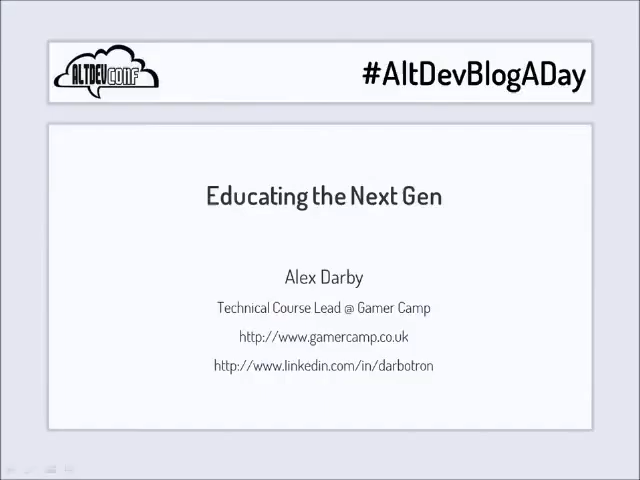 ALTDEVCONF
#AltDevBlogADay
Educating the Next Gen
Alex Darby
Technical Course Lead @ Gamer Camp
http://www.gamercamp.co.uk
http://www.linkedin.com/in/darbotron